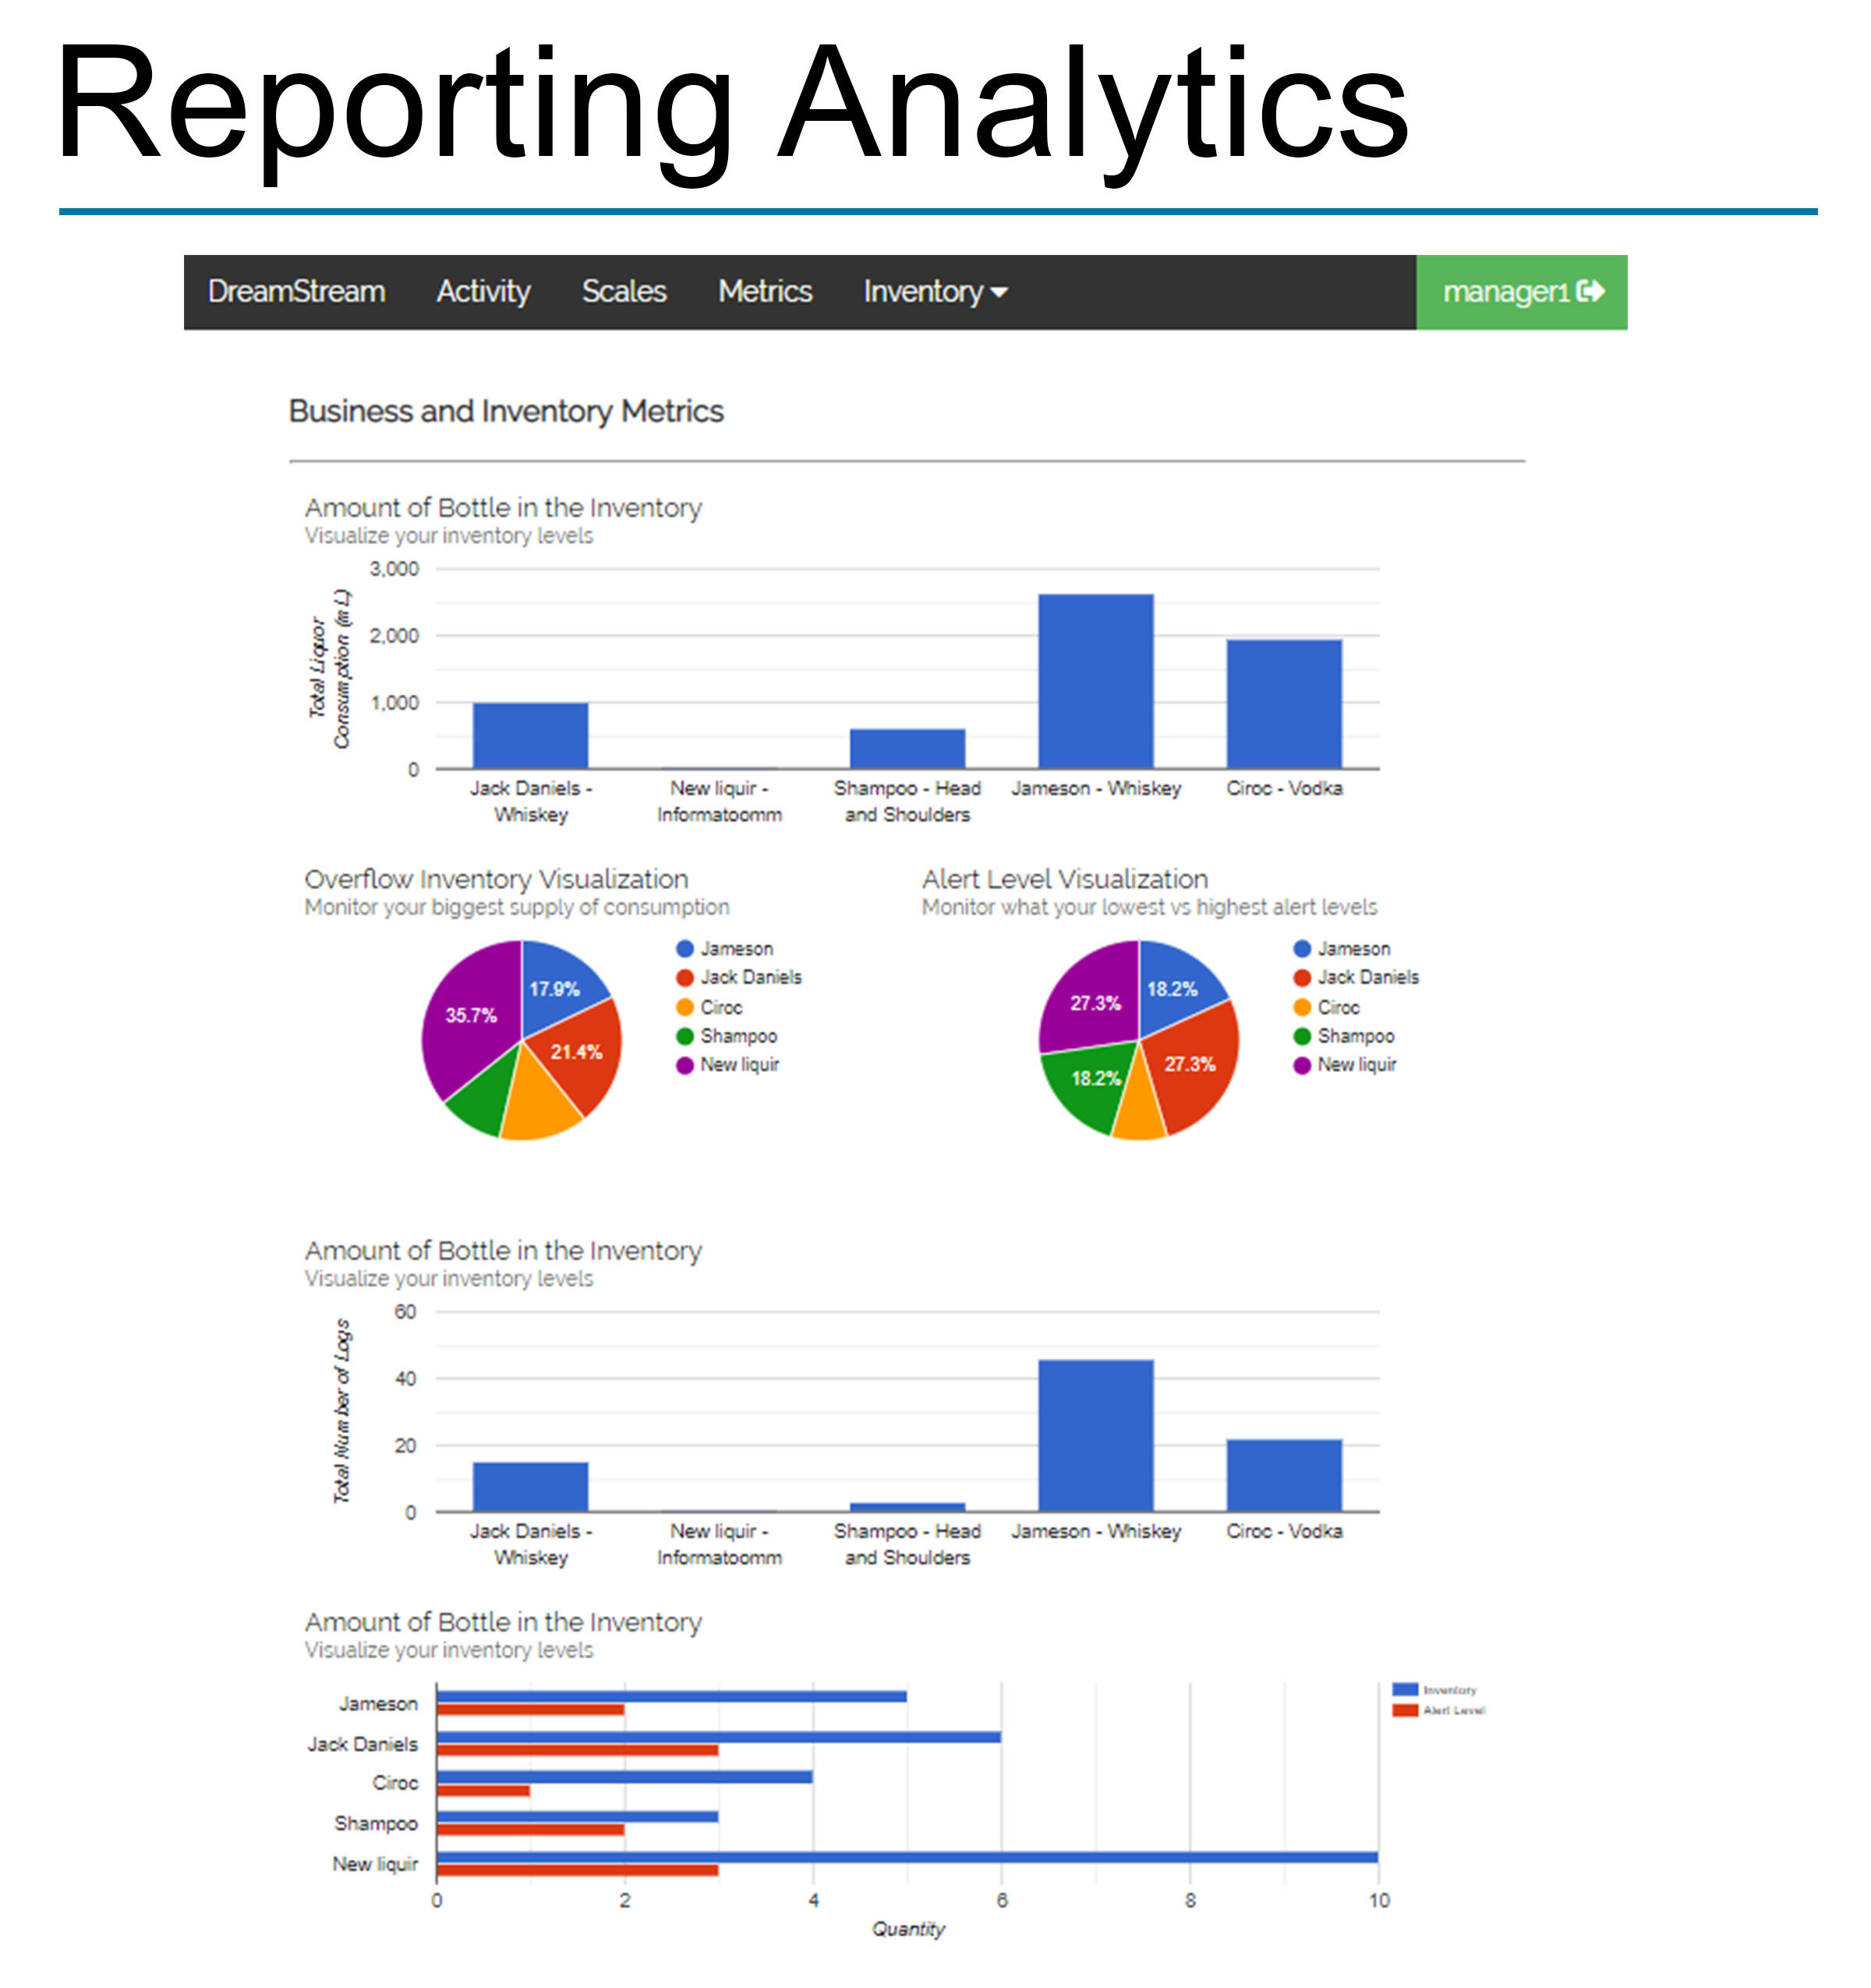 Reporting Analytics
DreamStream Activity Scales Metrics Inventory manager1
Business and Inventory Metrics
Amount of Bottle in the Inventory
Visualize your inventory levels
Total Liquor
Consumption (mL)
3,000
2,000
1,000
0
Jack Daniels -
Whiskey
New liquir -
Informatoomm
Shampoo - Head
and Shoulders
Jameson - Whiskey
Ciroc - Vodka
Overflow Inventory Visualization
Monitor your biggest supply of consumption
17.9%
35.7%
21.4%
Jameson
Jack Daniels
Ciroc
Shampoo
New liquir
Alert Level Visualization
Monitor what your lowest vs highest alert levels
18.2%
27.3%
27.3%
18.2%
Jameson
Jack Daniels
Ciroc
Shampoo
New liquir
Amount of Bottle in the Inventory
Visualize your inventory levels
Total Number of Logs
60
40
20
0
Jack Daniels -
Whiskey
New liquir -
Informatoomm
Shampoo - Head
and Shoulders
Jameson - Whiskey
Ciroc - Vodka
Amount of Bottle in the Inventory
Visualize your inventory levels
Jameson
Jack Daniels
Ciroc
Shampoo
New liquir
Inventory
Alert Level
0 2 4 6 8 10
Quantity